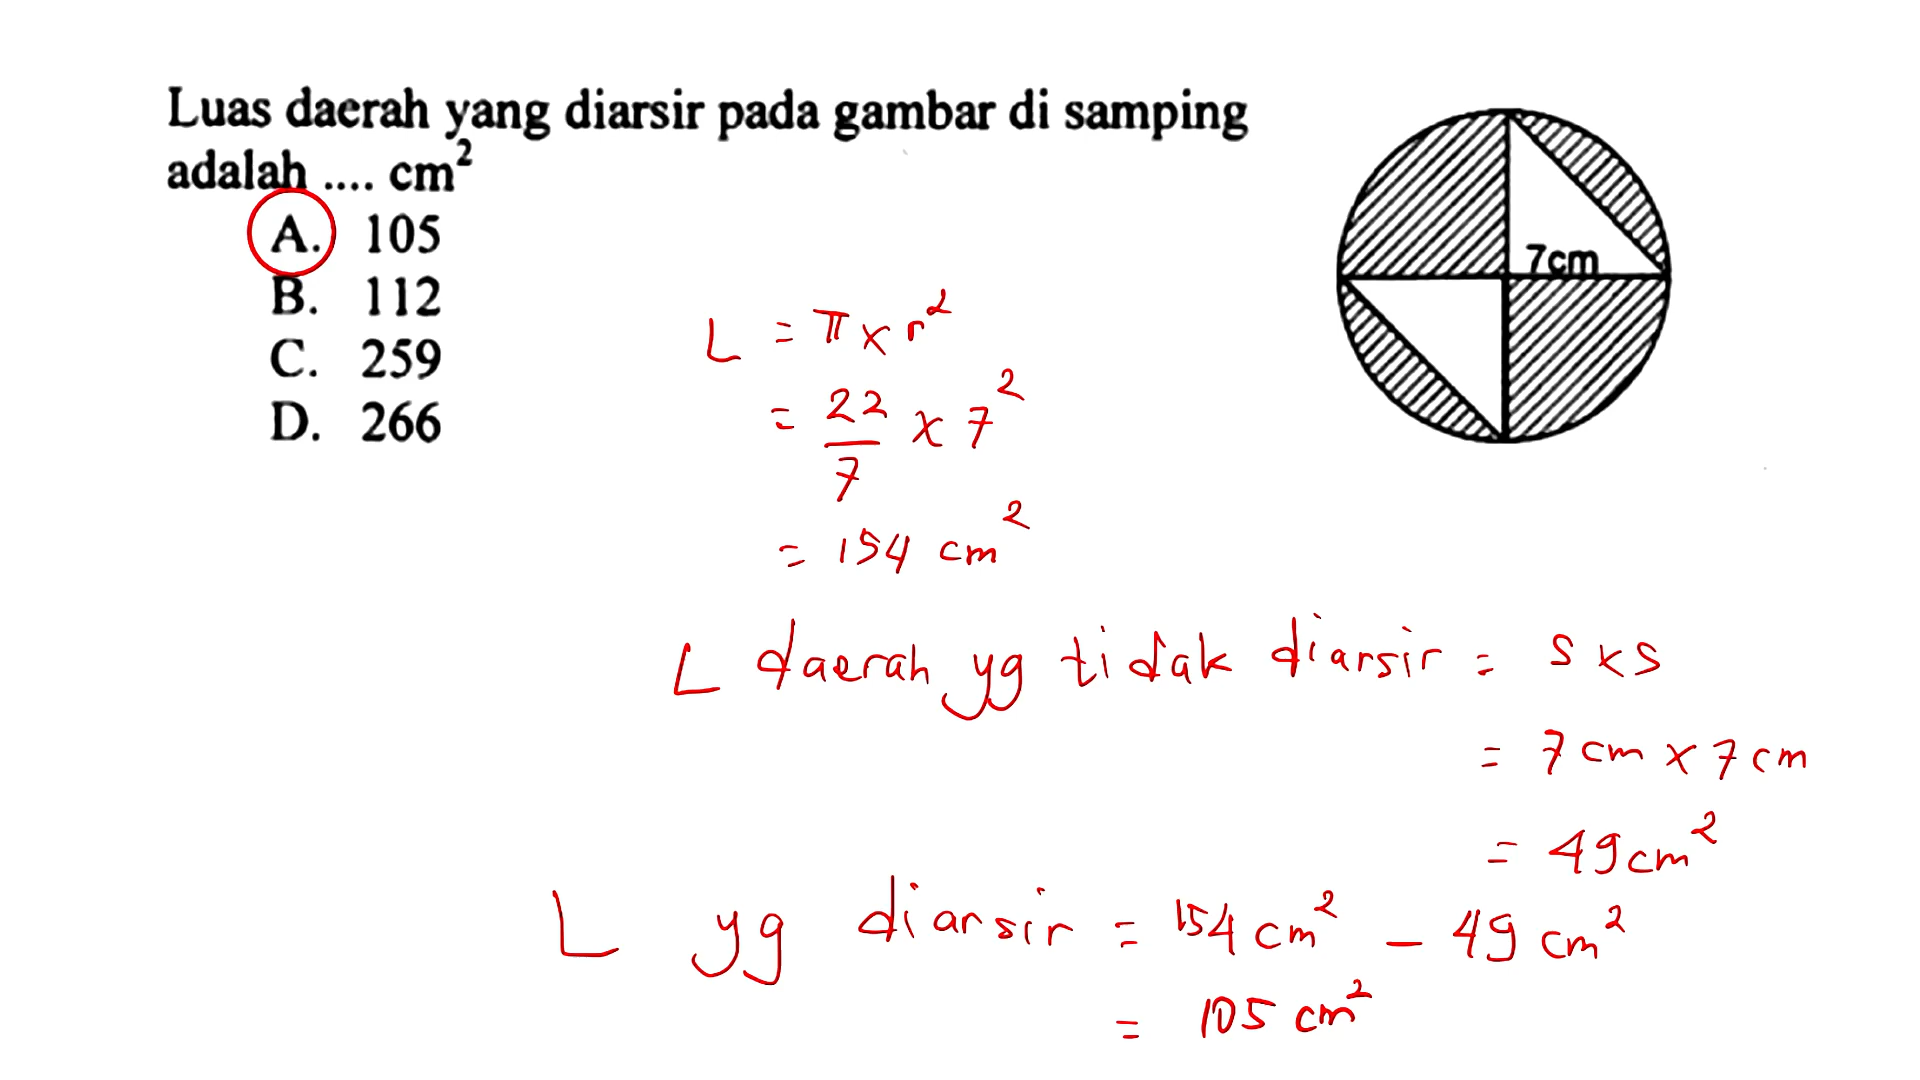 Luas daerah yang diarsir pada gambar di samping
adalah .... cm²
A. 105
B. 112
C. 259
D. 266
7cm
L = π x r²
= 22/7 x 7²
= 154 cm²
L daerah yg tidak diarsir = s x s
= 7 cm x 7 cm
= 49 cm²
L yg diarsir = 154 cm² - 49 cm²
= 105 cm²